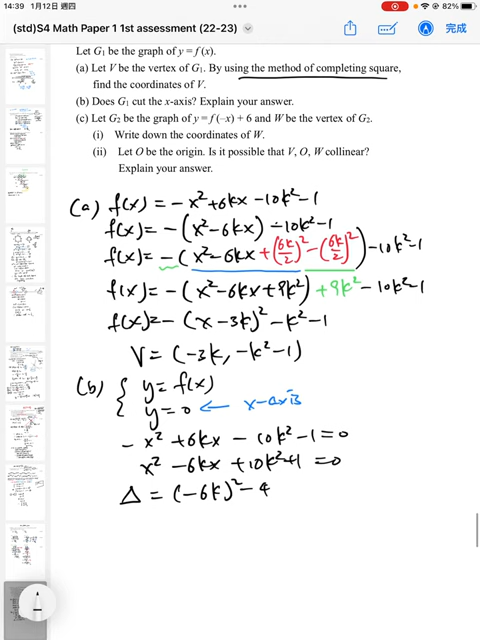 14:39 1月12日 週四
82%
(std)S4 Math Paper 1 1st assessment (22-23)
完成
Let G₁ be the graph of y = f(x).
(a) Let V be the vertex of G₁. By using the method of completing square,
find the coordinates of V.
(b) Does G₁ cut the x-axis? Explain your answer.
(c) Let G₂ be the graph of y = f(−x) + 6 and W be the vertex of G₂.
(i) Write down the coordinates of W.
(ii) Let O be the origin. Is it possible that V, O, W collinear?
Explain your answer.
(a) f(x) = −x² + 6kx − 10k² − 1
f(x) = −(x² − 6kx) − 10k² − 1
f(x) = −(x² − 6kx + (6k/2)² − (6k/2)²) − 10k² − 1
f(x) = −(x² − 6kx + 9k²) + 9k² − 10k² − 1
f(x) = −(x − 3k)² − k² − 1
V = (−3k, −k² − 1)
(b) { y = f(x)
y = 0 ← x-axis
−x² + 6kx − 10k² − 1 = 0
x² − 6kx + 10k² + 1 = 0
Δ = (−6k)² − 4